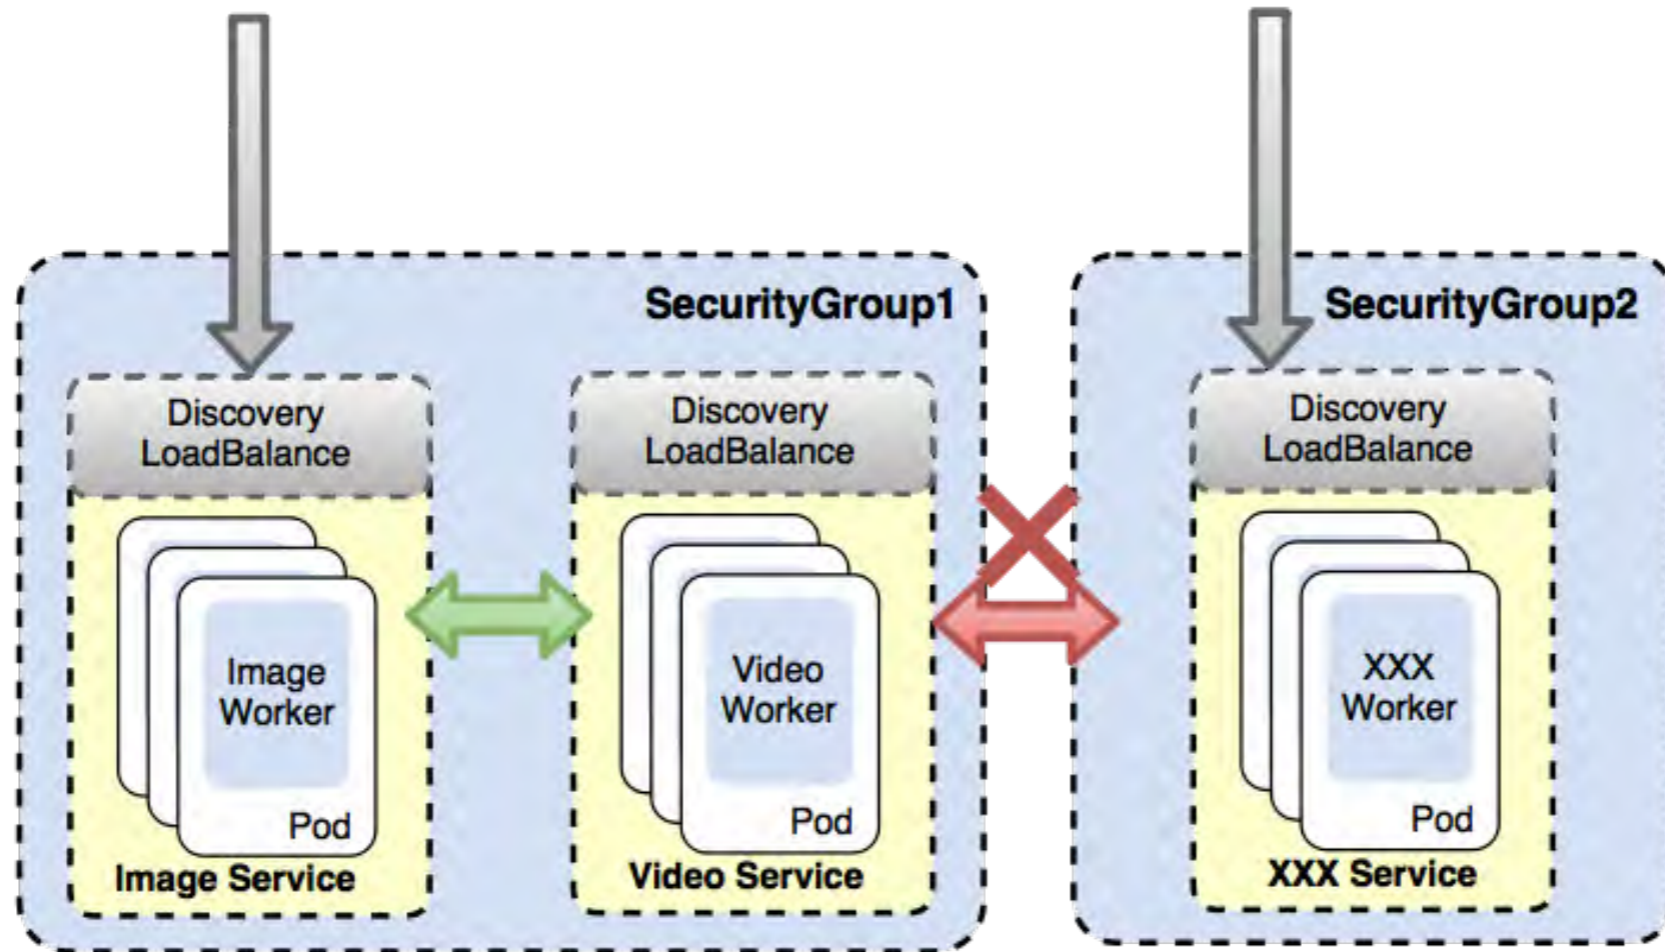 SecurityGroup1
SecurityGroup2
Discovery
LoadBalance
Discovery
LoadBalance
Discovery
LoadBalance
Image
Worker
Pod
Image Service
Video
Worker
Pod
Video Service
XXX
Worker
Pod
XXX Service